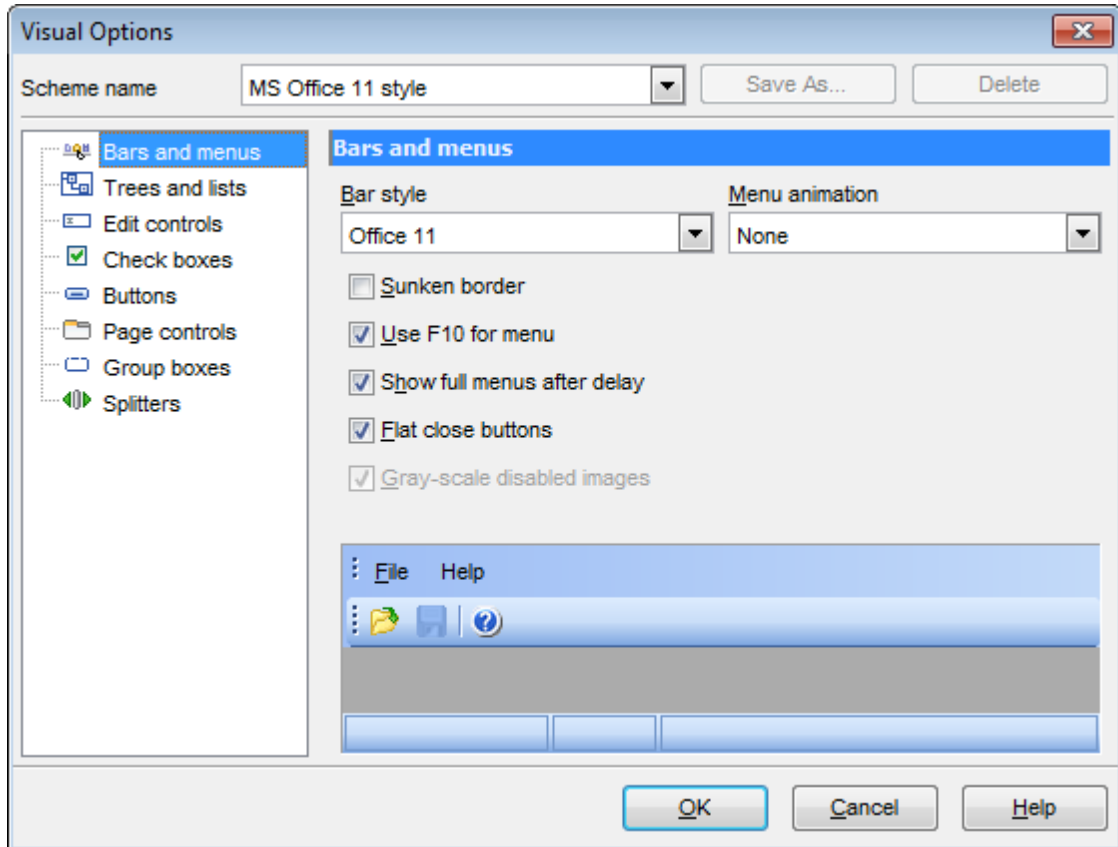 Visual Options
Scheme name MS Office 11 style Save As... Delete
Bars and menus
Trees and lists
Edit controls
Check boxes
Buttons
Page controls
Group boxes
Splitters
Bars and menus
Bar style Menu animation
Office 11 None
Sunken border
Use F10 for menu
Show full menus after delay
Flat close buttons
Gray-scale disabled images
File Help
OK Cancel Help